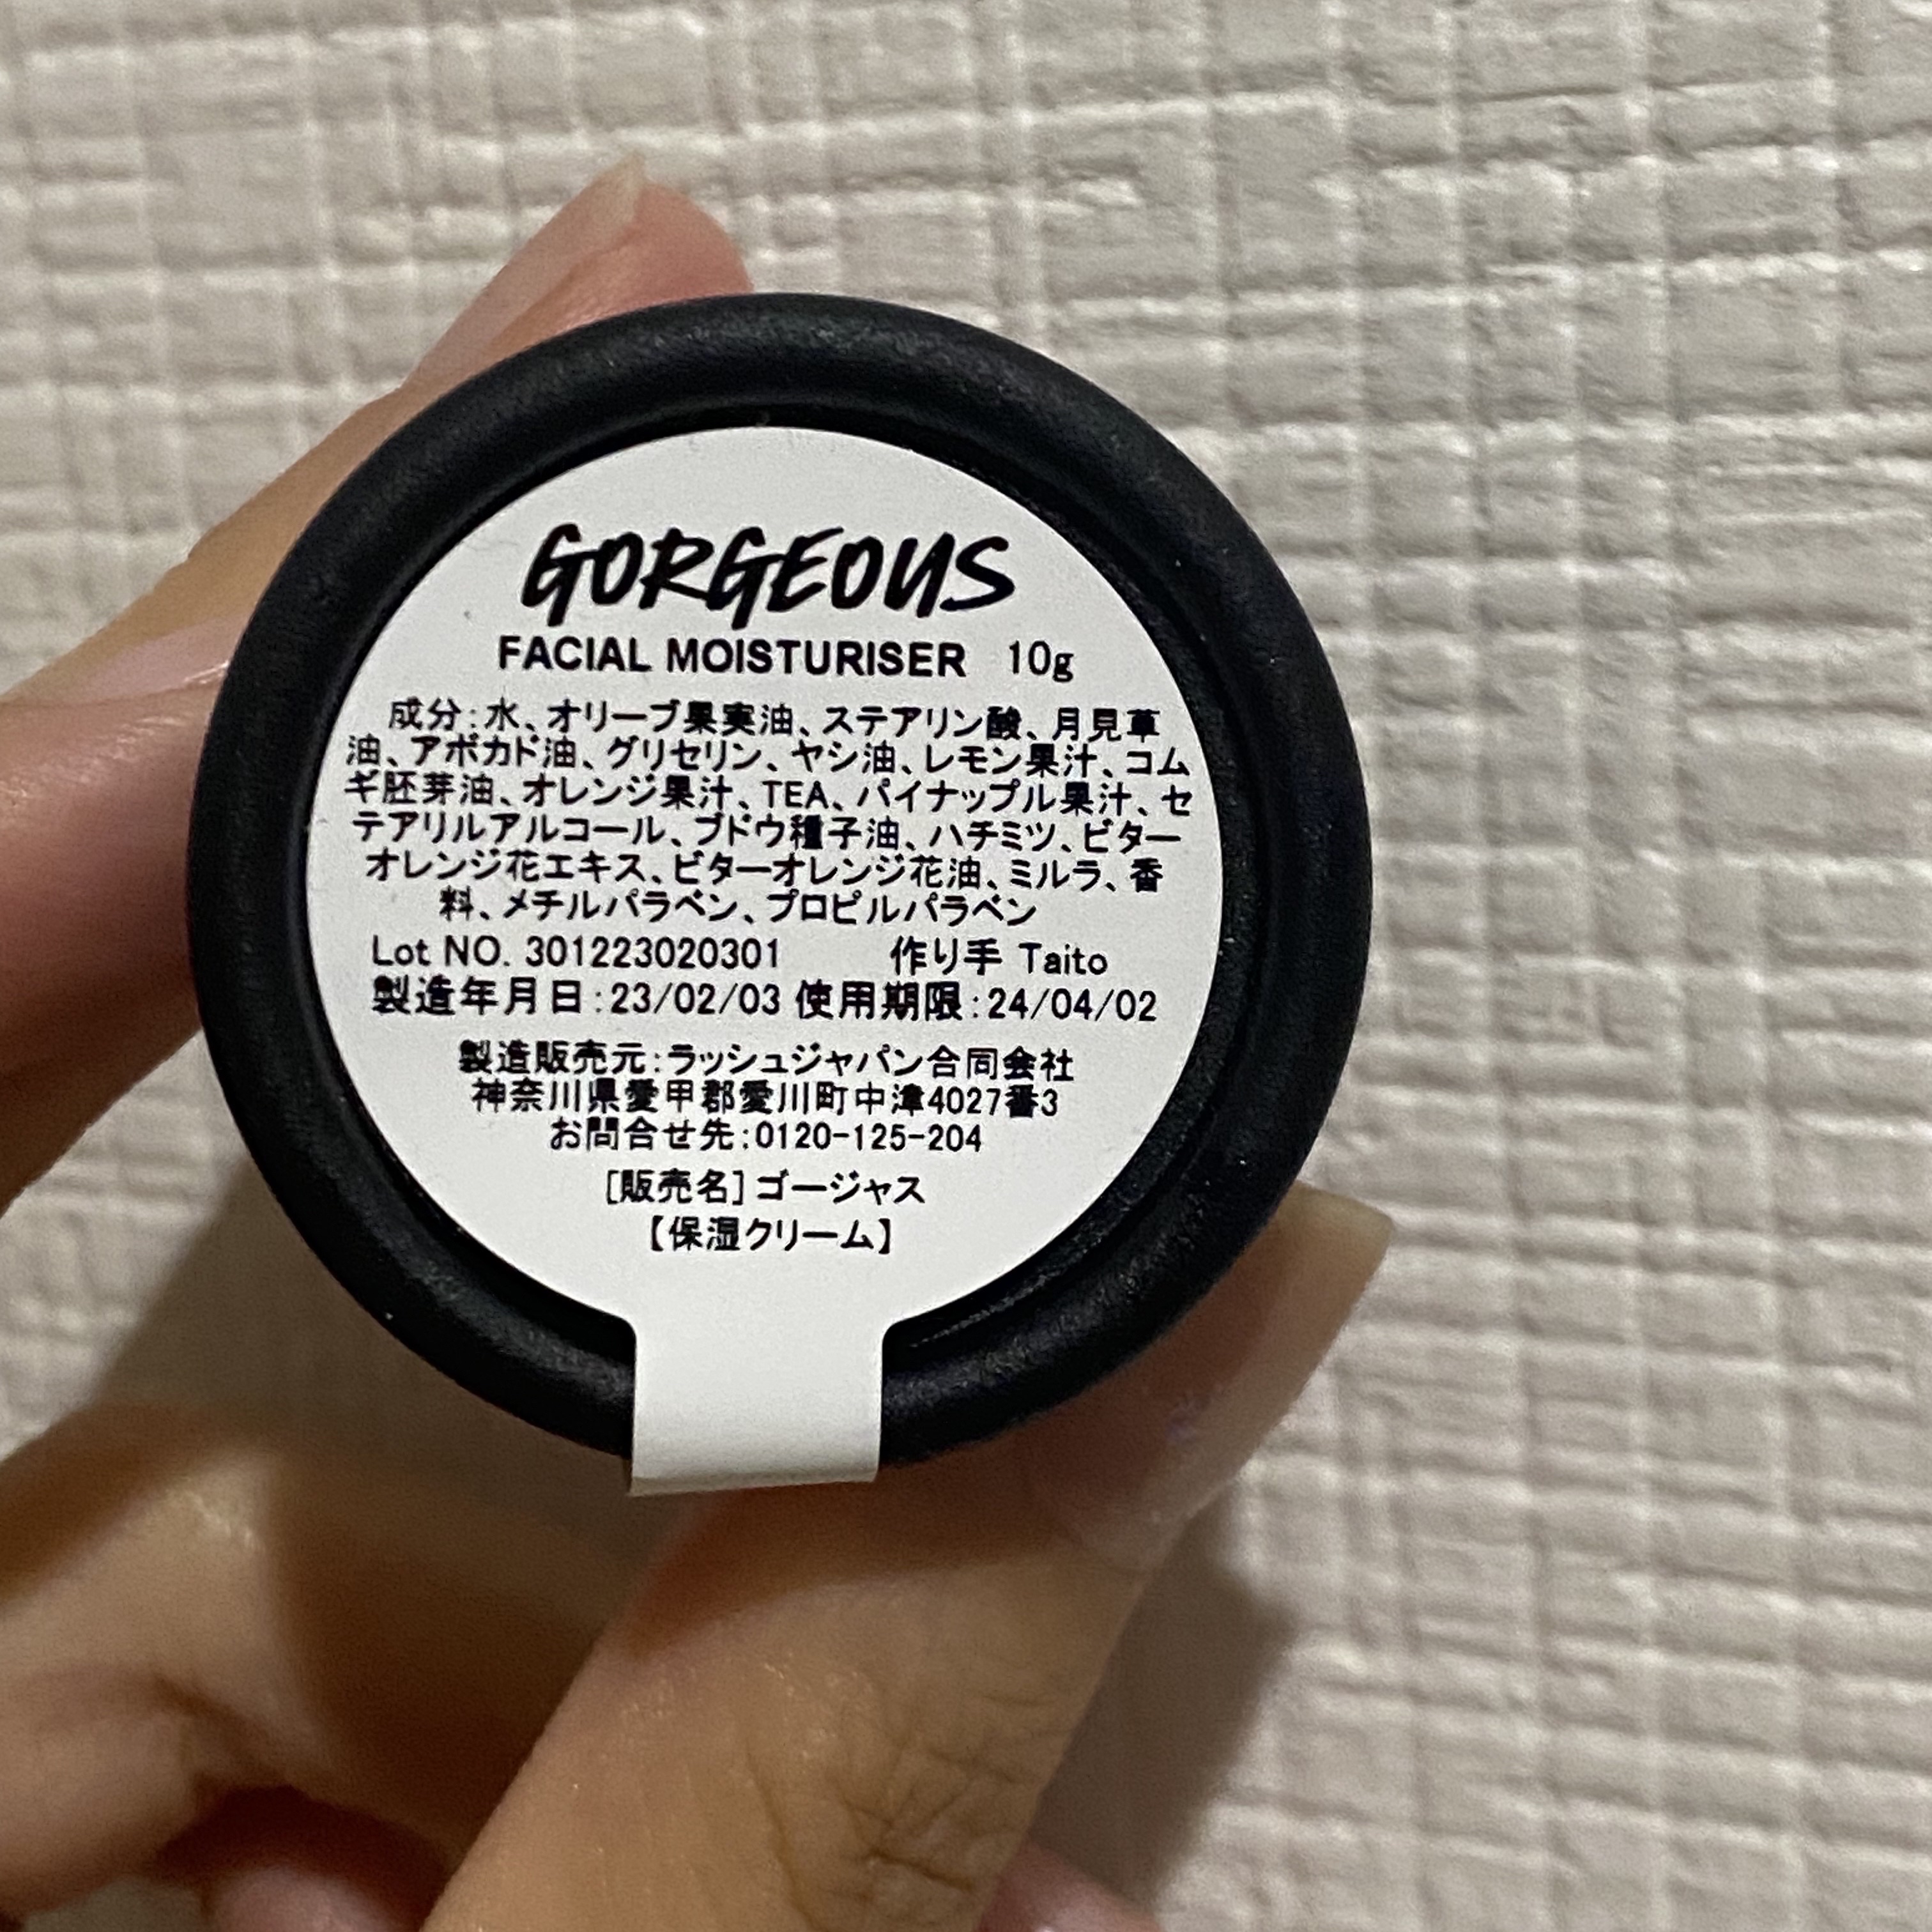 GORGEOUS
FACIAL MOISTURISER 10g
成分:水、オリーブ果実油、ステアリン酸、月見草
油、アボカド油、グリセリン、ヤシ油、レモン果汁、コム
ギ胚芽油、オレンジ果汁、TEA、パイナップル果汁、セ
テアリルアルコール、ブドウ種子油、ハチミツ、ビター
オレンジ花エキス、ビターオレンジ花油、ミルラ、香
料、メチルパラベン、プロピルパラベン
Lot NO. 301223020301 作り手 Taito
製造年月日:23/02/03 使用期限:24/04/02
製造販売元:ラッシュジャパン合同会社
神奈川県愛甲郡愛川町中津4027番3
お問合せ先:0120-125-204
[販売名]ゴージャス
【保湿クリーム】